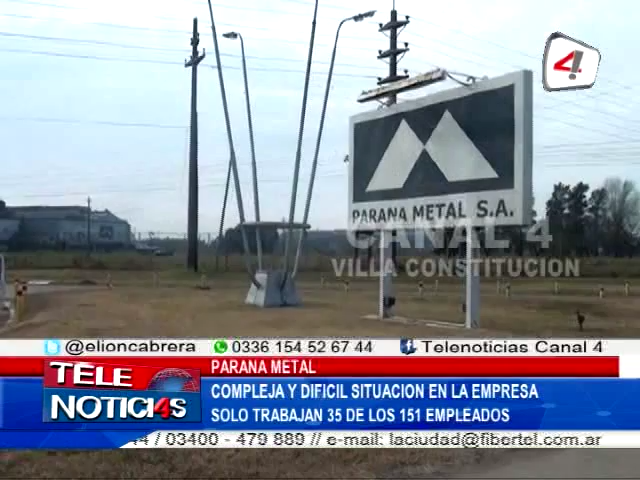 4!
PARANA METAL S.A.
CANAL 4
VILLA CONSTITUCION
@elioncabrera 0336 154 52 67 44 Telenoticias Canal 4
PARANA METAL
TELE
NOTICI4S
COMPLEJA Y DIFICIL SITUACION EN LA EMPRESA
SOLO TRABAJAN 35 DE LOS 151 EMPLEADOS
44 / 03400 - 479 889 // e-mail: laciudad@fibertel.com.ar